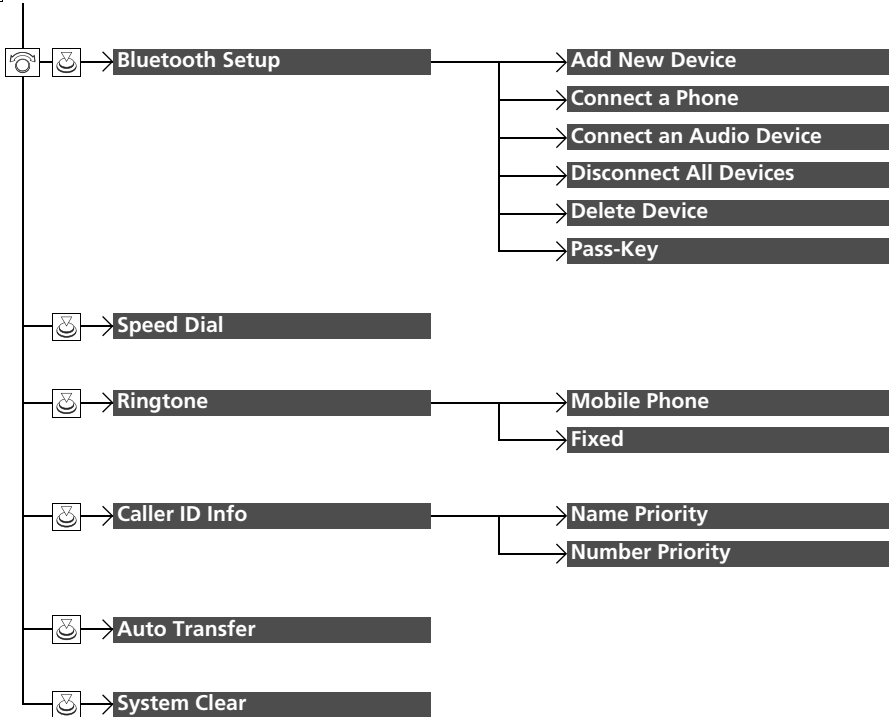 Bluetooth Setup
Add New Device
Connect a Phone
Connect an Audio Device
Disconnect All Devices
Delete Device
Pass-Key
Speed Dial
Ringtone
Mobile Phone
Fixed
Caller ID Info
Name Priority
Number Priority
Auto Transfer
System Clear